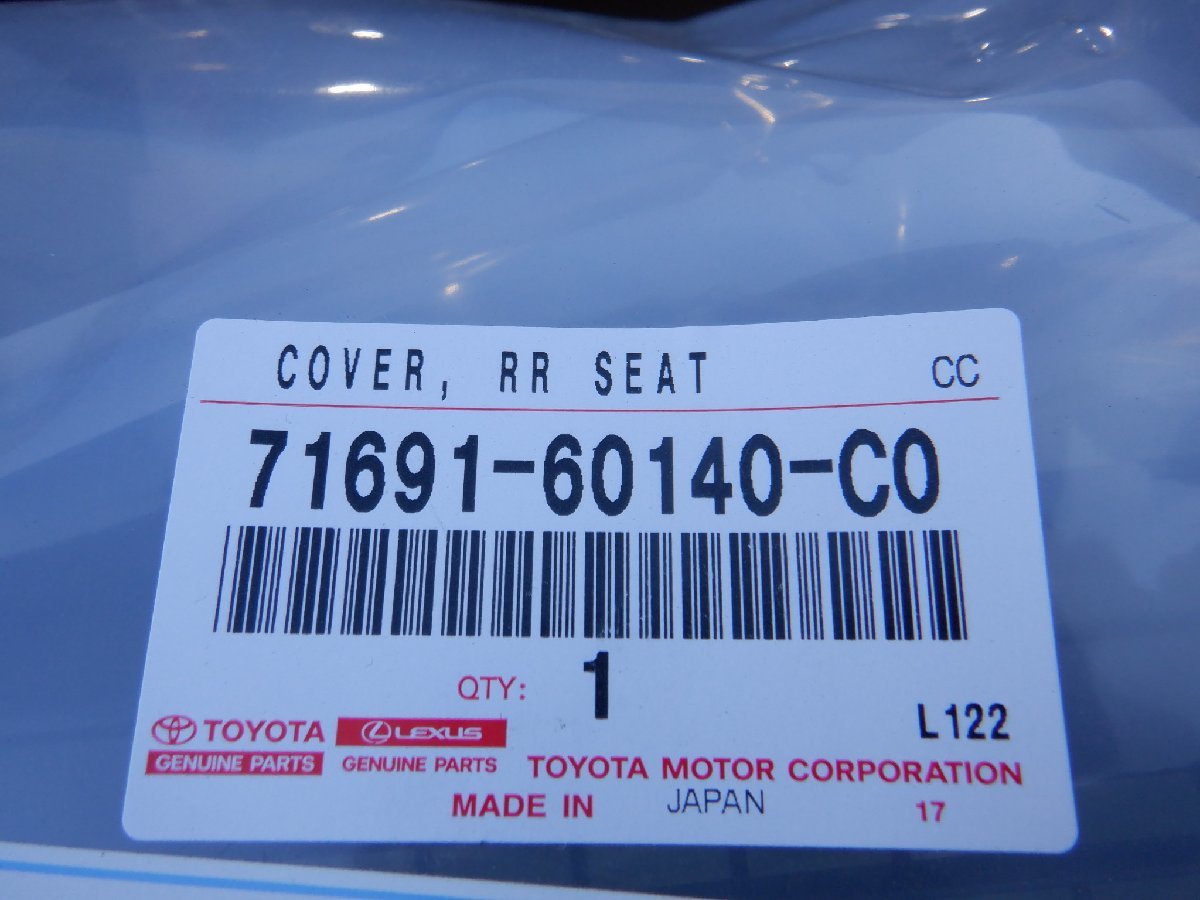 COVER, RR SEAT CC
71691-60140-C0
QTY: 1
L122
TOYOTA LEXUS
GENUINE PARTS GENUINE PARTS TOYOTA MOTOR CORPORATION
MADE IN JAPAN 17